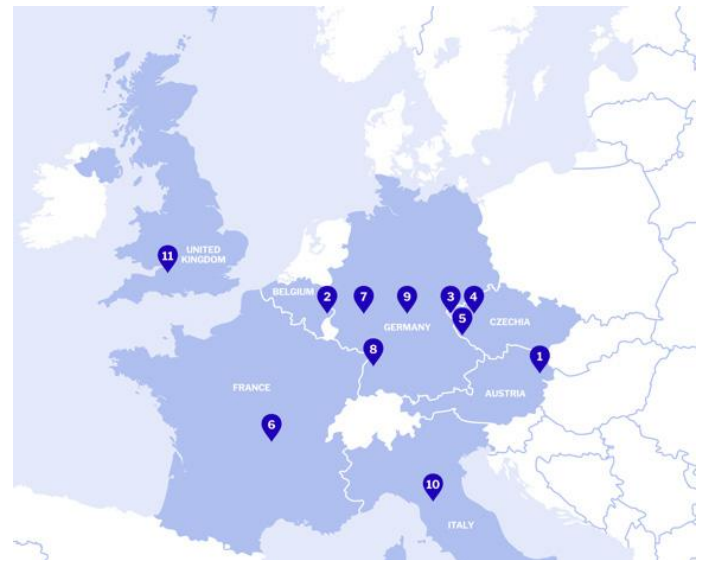 11
UNITED
KINGDOM
BELGIUM
2
7
9
3
4
5
GERMANY
CZECHIA
8
1
FRANCE
AUSTRIA
6
10
ITALY